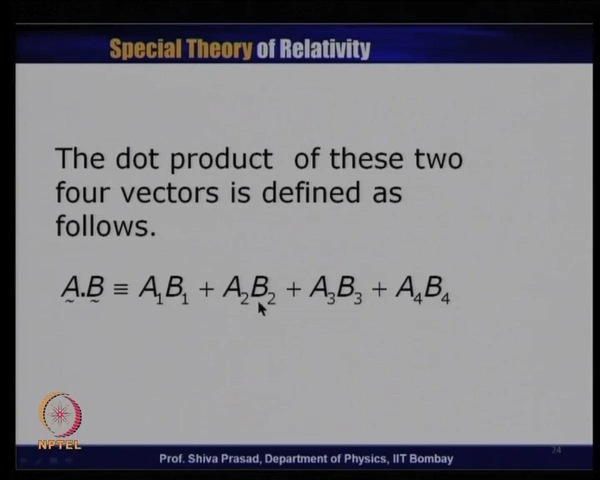 Special Theory of Relativity
The dot product of these two
four vectors is defined as
follows.
A.B ≡ A₁B₁ + A₂B₂ + A₃B₃ + A₄B₄
NPTEL
Prof. Shiva Prasad, Department of Physics, IIT Bombay
24